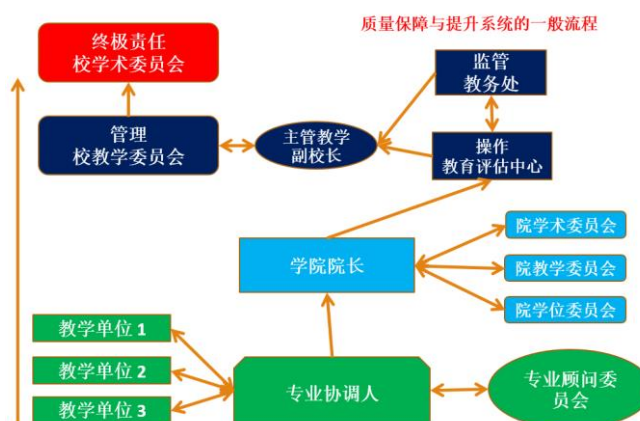 质量保障与提升系统的一般流程
终极责任
校学术委员会
监管
教务处
管理
校教学委员会
主管教学
副校长
操作
教育评估中心
学院院长
院学术委员会
院教学委员会
院学位委员会
教学单位 1
教学单位 2
教学单位 3
专业协调人
专业顾问委
员会